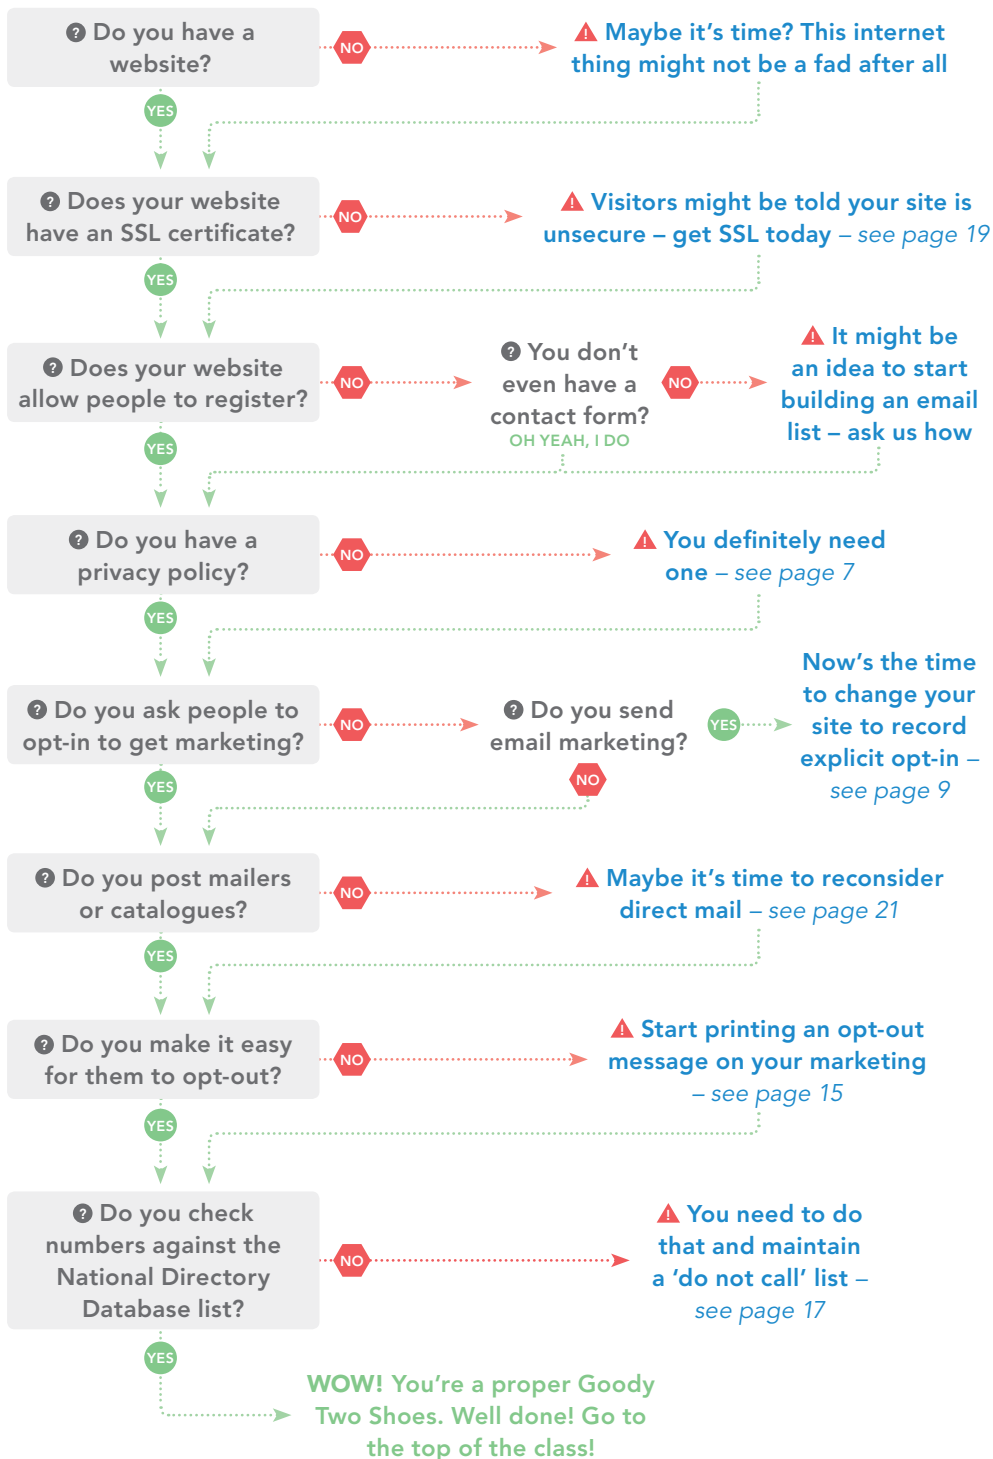 ? Do you have a
website?
NO
! Maybe it’s time? This internet
thing might not be a fad after all
YES
? Does your website
have an SSL certificate?
NO
! Visitors might be told your site is
unsecure – get SSL today – see page 19
YES
? Does your website
allow people to register?
NO
? You don’t
even have a
contact form?
OH YEAH, I DO
NO
! It might be
an idea to start
building an email
list – ask us how
YES
? Do you have a
privacy policy?
NO
! You definitely need
one – see page 7
YES
? Do you ask people to
opt-in to get marketing?
NO
? Do you send
email marketing?
YES
Now’s the time
to change your
site to record
explicit opt-in –
see page 9
NO
YES
? Do you post mailers
or catalogues?
NO
! Maybe it’s time to reconsider
direct mail – see page 21
YES
? Do you make it easy
for them to opt-out?
NO
! Start printing an opt-out
message on your marketing
– see page 15
YES
? Do you check
numbers against the
National Directory
Database list?
NO
! You need to do
that and maintain
a ‘do not call’ list –
see page 17
YES
WOW! You’re a proper Goody
Two Shoes. Well done! Go to
the top of the class!